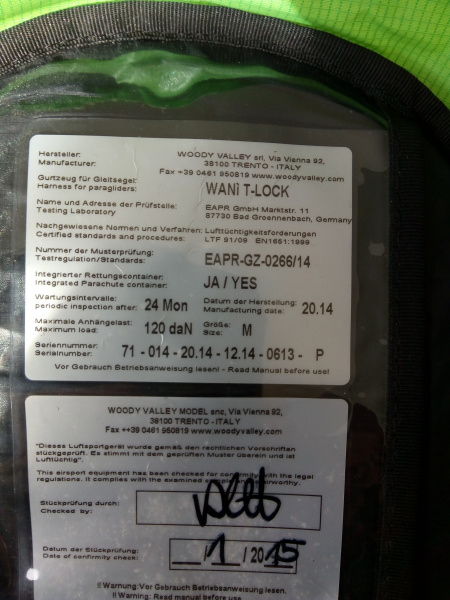 Hersteller:
Manufacturer:
WOODY VALLEY srl, Via Vienna 92,
38100 TRENTO - ITALY
Fax +39 0461 950819 www.woodyvalley.com
Gurtzeug für Gleitsegel:
Harness for paragliders:
WANI T-LOCK
Name und Adresse der Prüfstelle:
Testing Laboratory
EAPR GmbH Marktstr. 11
87730 Bad Groennenbach, Germany
Nachgewiesene Normen und Verfahren: Luftüchtigkeitsforderungen
Certified standards and procedures: LTF 91/09 EN1651:1999
Nummer der Musterprüfung:
Testregulation/Standards:
EAPR-GZ-0266/14
Integrierter Rettungscontainer:
Integrated Parachute container:
JA / YES
Wartungsintervalle:
periodic inspection after: 24 Mon
Datum der Herstellung:
Manufacturing date: 20.14
Maximale Anhängelast:
Maximum load: 120 daN
Größe:
Size: M
Seriennummer:
Serialnumber: 71 - 014 - 20.14 - 12.14 - 0613 - P
Vor Gebrauch Betriebsanweisung lesen! - Read Manual before use!
WOODY VALLEY MODEL snc, Via Vienna 92,
38100 TRENTO - ITALY
Fax ++39 0461 950819 www.woodyvalley.com
"Dieses Luftsportgerät wurde gemäß den rechtlichen Vorschriften
stückgeprüft. Es stimmt mit dem geprüften Muster überein und ist
Lufttüchtig".
This airsport equipment has been checked for conformity with the legal
regulations. It complies with the examined
Stückprüfung durch:
Checked by:
Datum der Stückprüfung:
Date of confirmity check:
/ 1 / 2015
!! Warnung: Vor Gebrauch Betriebsanweisung lesen.
!! Warning: Read manual before use